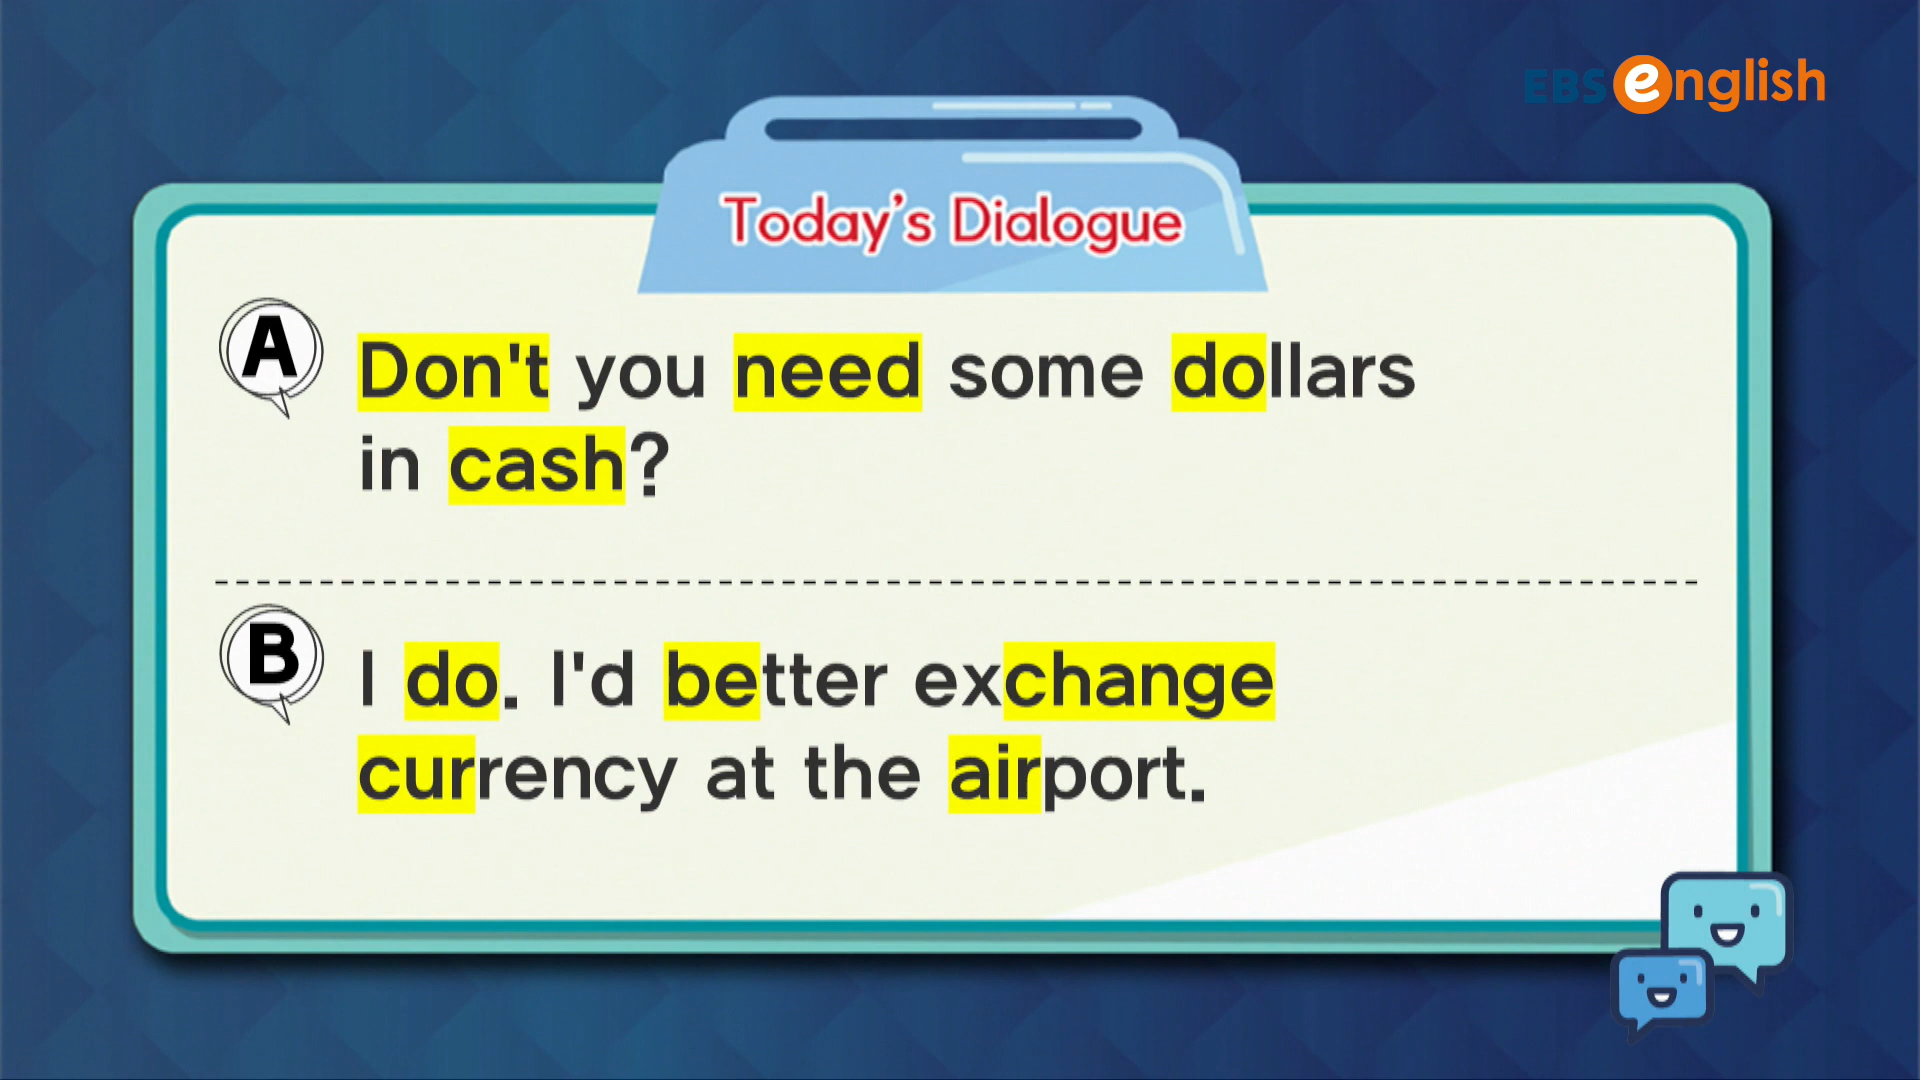 EBS English
Today's Dialogue
A
Don't you need some dollars
in cash?
B
I do. I'd better exchange
currency at the airport.